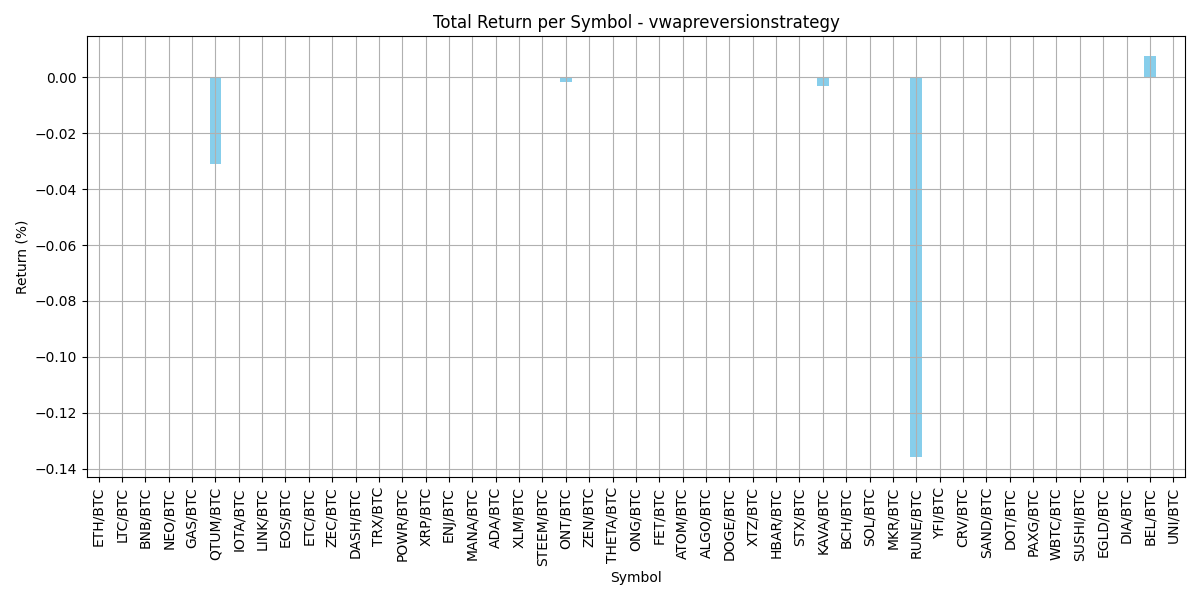 Total Return per Symbol - vwapreversionstrategy
Return (%)
0.00
−0.02
−0.04
−0.06
−0.08
−0.10
−0.12
−0.14
ETH/BTC
LTC/BTC
BNB/BTC
NEO/BTC
GAS/BTC
QTUM/BTC
IOTA/BTC
LINK/BTC
EOS/BTC
ETC/BTC
ZEC/BTC
DASH/BTC
TRX/BTC
POWR/BTC
XRP/BTC
ENJ/BTC
MANA/BTC
ADA/BTC
XLM/BTC
STEEM/BTC
ONT/BTC
ZEN/BTC
THETA/BTC
ONG/BTC
FET/BTC
ATOM/BTC
ALGO/BTC
DOGE/BTC
XTZ/BTC
HBAR/BTC
STX/BTC
KAVA/BTC
BCH/BTC
SOL/BTC
MKR/BTC
RUNE/BTC
YFI/BTC
CRV/BTC
SAND/BTC
DOT/BTC
PAXG/BTC
WBTC/BTC
SUSHI/BTC
EGLD/BTC
DIA/BTC
BEL/BTC
UNI/BTC
Symbol